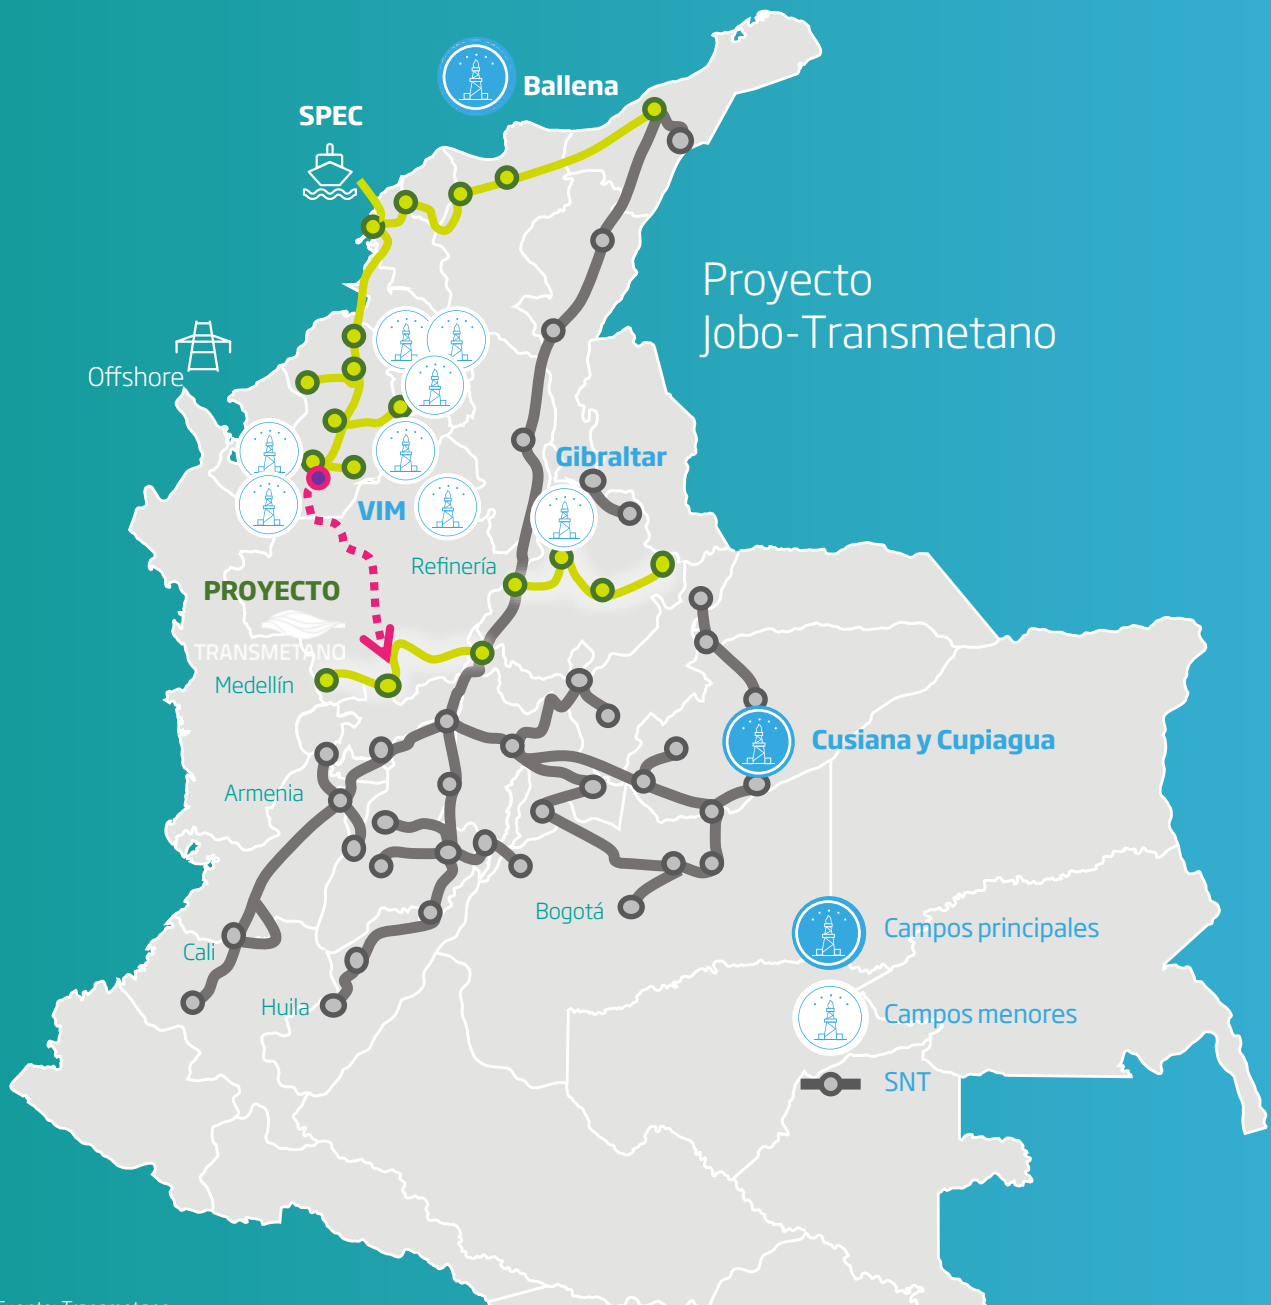 Ballena
SPEC
Proyecto
Jobo-Transmetano
Offshore
Gibraltar
VIM
Refinería
PROYECTO
TRANSMETANO
Medellín
Cusiana y Cupiagua
Armenia
Bogotá
Campos principales
Cali
Huila
Campos menores
SNT